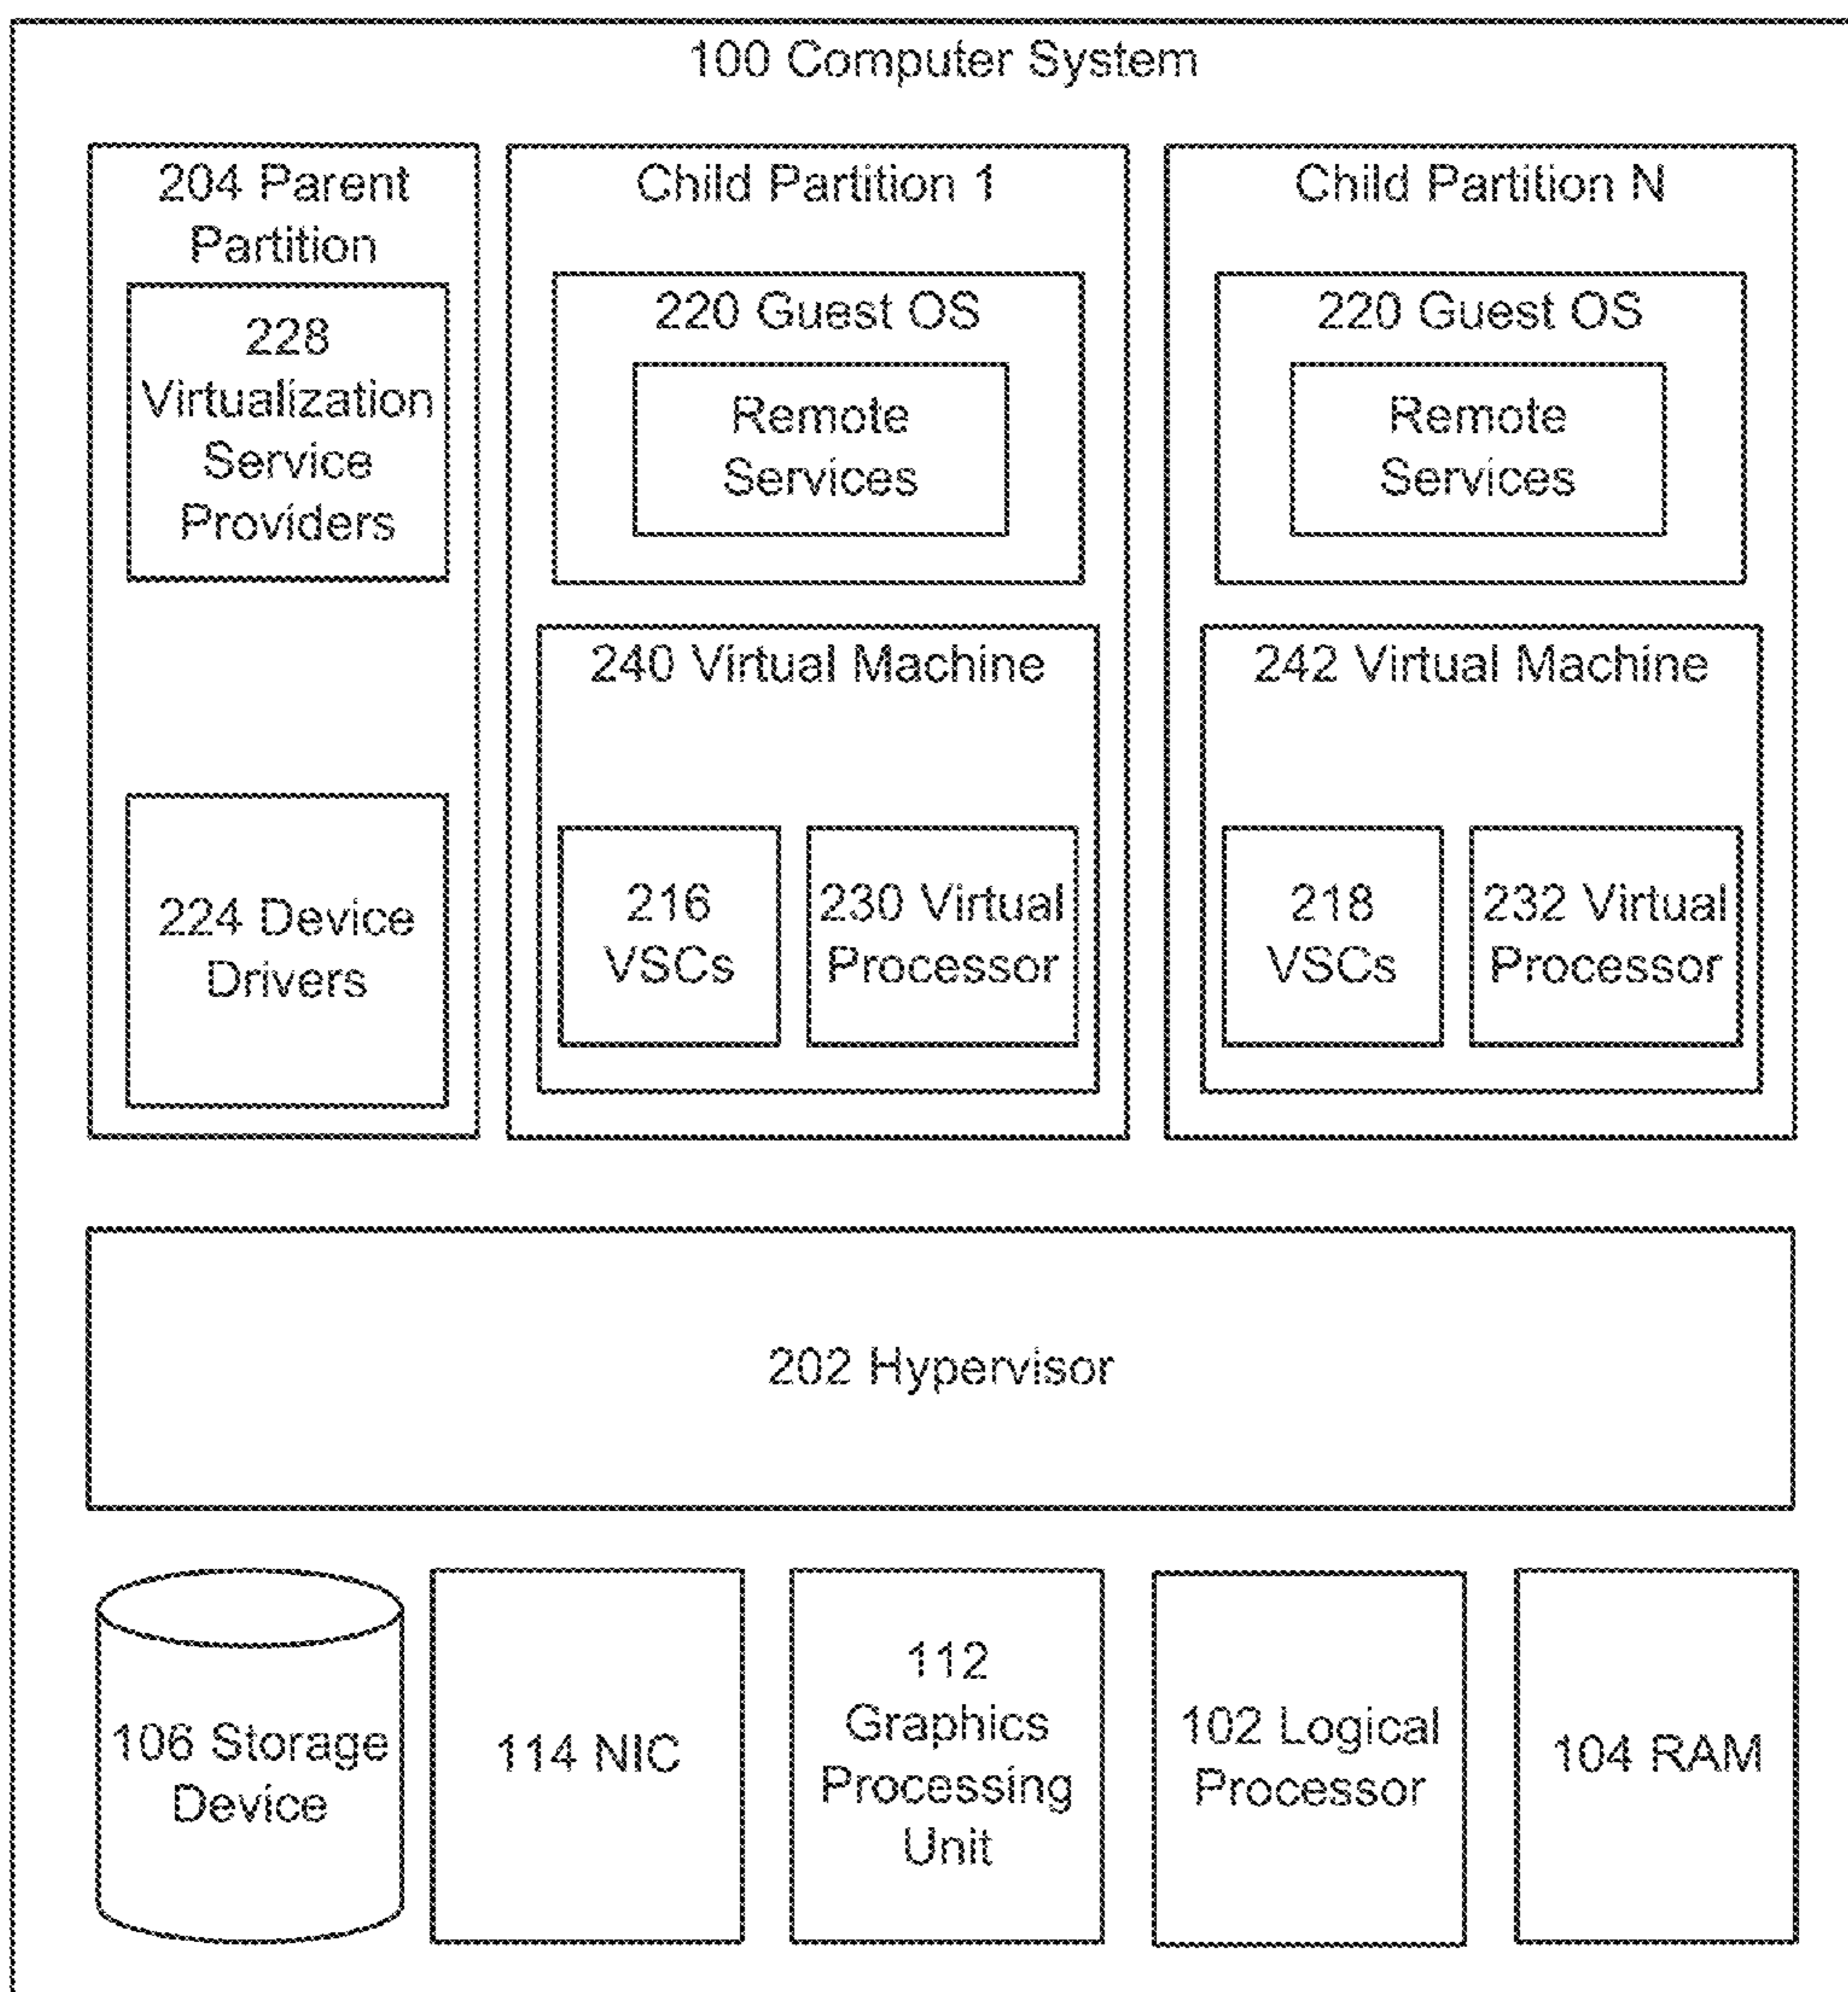 100 Computer System
204 Parent
Partition
228
Virtualization
Service
Providers
224 Device
Drivers
Child Partition 1
220 Guest OS
Remote
Services
240 Virtual Machine
216
VSCs
230 Virtual
Processor
Child Partition N
220 Guest OS
Remote
Services
242 Virtual Machine
218
VSCs
232 Virtual
Processor
202 Hypervisor
106 Storage
Device
114 NIC
112
Graphics
Processing
Unit
102 Logical
Processor
104 RAM